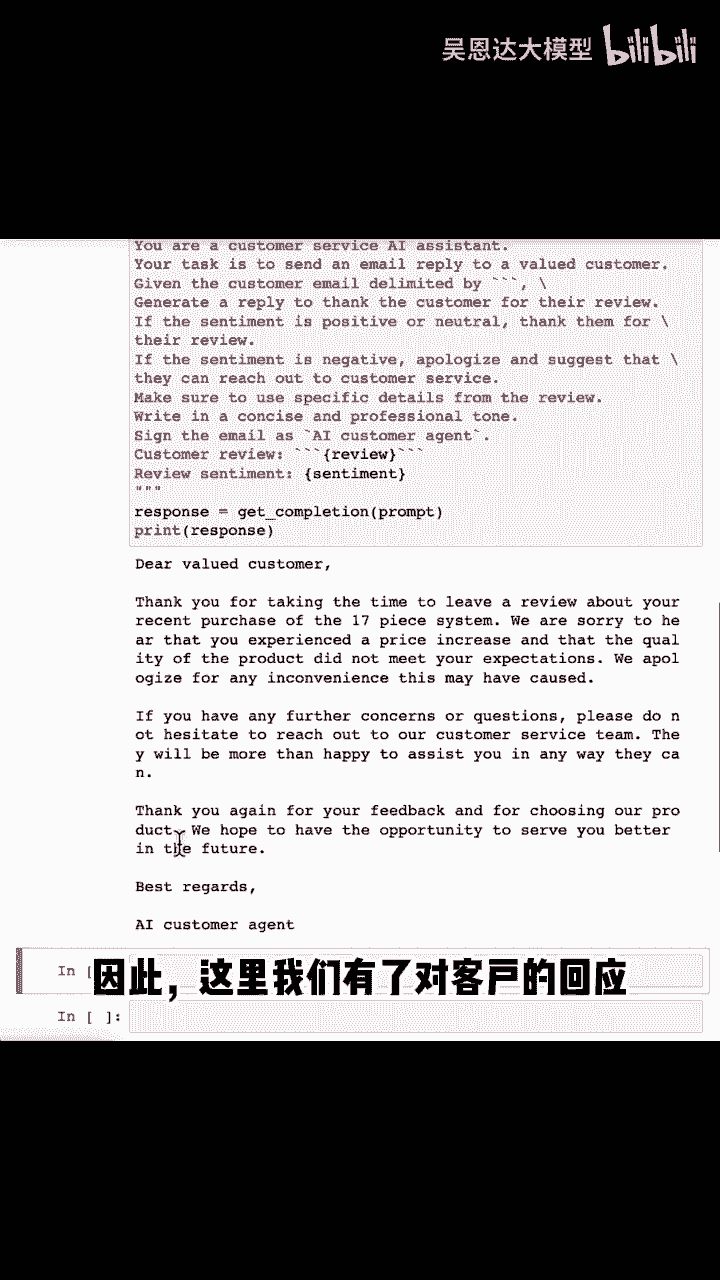 吴恩达大模型 bilibili
You are a customer service AI assistant.
Your task is to send an email reply to a valued customer.
Given the customer email delimited by ```, \
Generate a reply to thank the customer for their review.
If the sentiment is positive or neutral, thank them for \
their review.
If the sentiment is negative, apologize and suggest that \
they can reach out to customer service.
Make sure to use specific details from the review.
Write in a concise and professional tone.
Sign the email as `AI customer agent`.
Customer review: ```{review}```
Review sentiment: {sentiment}
"""
response = get_completion(prompt)
print(response)
Dear valued customer,
Thank you for taking the time to leave a review about your
recent purchase of the 17 piece system. We are sorry to he
ar that you experienced a price increase and that the qual
ity of the product did not meet your expectations. We apol
ogize for any inconvenience this may have caused.
If you have any further concerns or questions, please do n
ot hesitate to reach out to our customer service team. The
y will be more than happy to assist you in any way they ca
n.
Thank you again for your feedback and for choosing our pro
duct. We hope to have the opportunity to serve you better
in the future.
Best regards,
AI customer agent
In [
因此，这里我们有了对客户的回应
In [ ]: